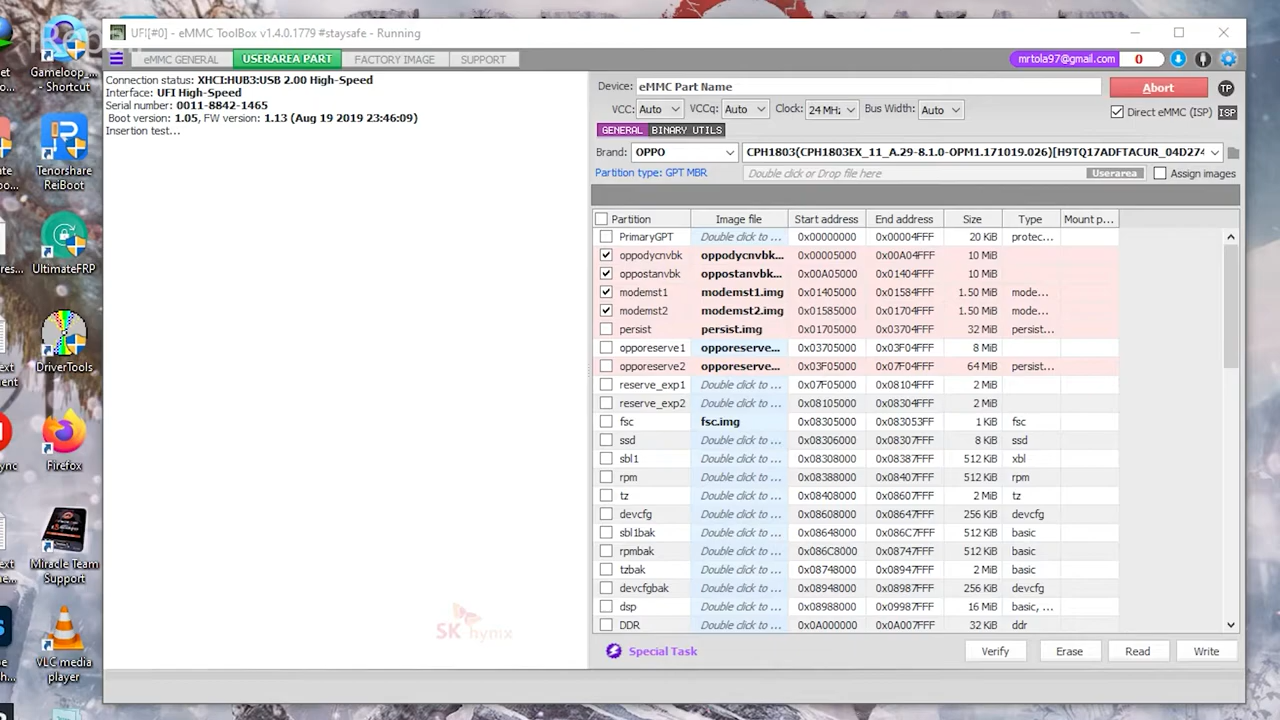 UFI[#0] - eMMC ToolBox v1.4.0.1779 #staysafe - Running
eMMC GENERAL USERAREA PART FACTORY IMAGE SUPPORT
mrtola97@gmail.com 0
Connection status: XHCI:HUB3:USB 2.00 High-Speed
Interface: UFI High-Speed
Serial number: 0011-8842-1465
Boot version: 1.05, FW version: 1.13 (Aug 19 2019 23:46:09)
Insertion test...
Device: eMMC Part Name Abort TP
VCC: Auto VCCq: Auto Clock: 24 MHz Bus Width: Auto Direct eMMC (ISP) ISP
GENERAL BINARY UTILS
Brand: OPPO CPH1803(CPH1803EX_11_A.29-8.1.0-OPM1.171019.026)[H9TQ17ADFTACUR_04D274
Partition type: GPT MBR Double click or Drop file here Userarea Assign images
Partition Image file Start address End address Size Type Mount p...
PrimaryGPT Double click to ... 0x00000000 0x00004FFF 20 KiB protec...
oppodycnvbk oppodycnvbk... 0x00005000 0x00A04FFF 10 MiB
oppostanvbk oppostanvbk... 0x00A05000 0x01404FFF 10 MiB
modemst1 modemst1.img 0x01405000 0x01584FFF 1.50 MiB mode...
modemst2 modemst2.img 0x01585000 0x01704FFF 1.50 MiB mode...
persist persist.img 0x01705000 0x03704FFF 32 MiB persist...
opporeserve1 opporeserve... 0x03705000 0x03F04FFF 8 MiB
opporeserve2 opporeserve... 0x03F05000 0x07F04FFF 64 MiB persist...
reserve_exp1 Double click to ... 0x07F05000 0x08104FFF 2 MiB
reserve_exp2 Double click to ... 0x08105000 0x08304FFF 2 MiB
fsc fsc.img 0x08305000 0x083053FF 1 KiB fsc
ssd Double click to ... 0x08306000 0x08307FFF 8 KiB ssd
sbl1 Double click to ... 0x08308000 0x08387FFF 512 KiB xbl
rpm Double click to ... 0x08388000 0x08407FFF 512 KiB rpm
tz Double click to ... 0x08408000 0x08607FFF 2 MiB tz
devcfg Double click to ... 0x08608000 0x08647FFF 256 KiB devcfg
sbl1bak Double click to ... 0x08648000 0x086C7FFF 512 KiB basic
rpmbak Double click to ... 0x086C8000 0x08747FFF 512 KiB basic
tzbak Double click to ... 0x08748000 0x08947FFF 2 MiB basic
devcfgbak Double click to ... 0x08948000 0x08987FFF 256 KiB basic
dsp Double click to ... 0x08988000 0x09987FFF 16 MiB basic, ...
DDR Double click to ... 0x0A000000 0x0A007FFF 32 KiB ddr
Special Task Verify Erase Read Write
SK hynix
Gameloop_...
- Shortcut
Tenorshare
ReiBoot
UltimateFRP
DriverTools
Firefox
Miracle Team
Support
VLC media
player